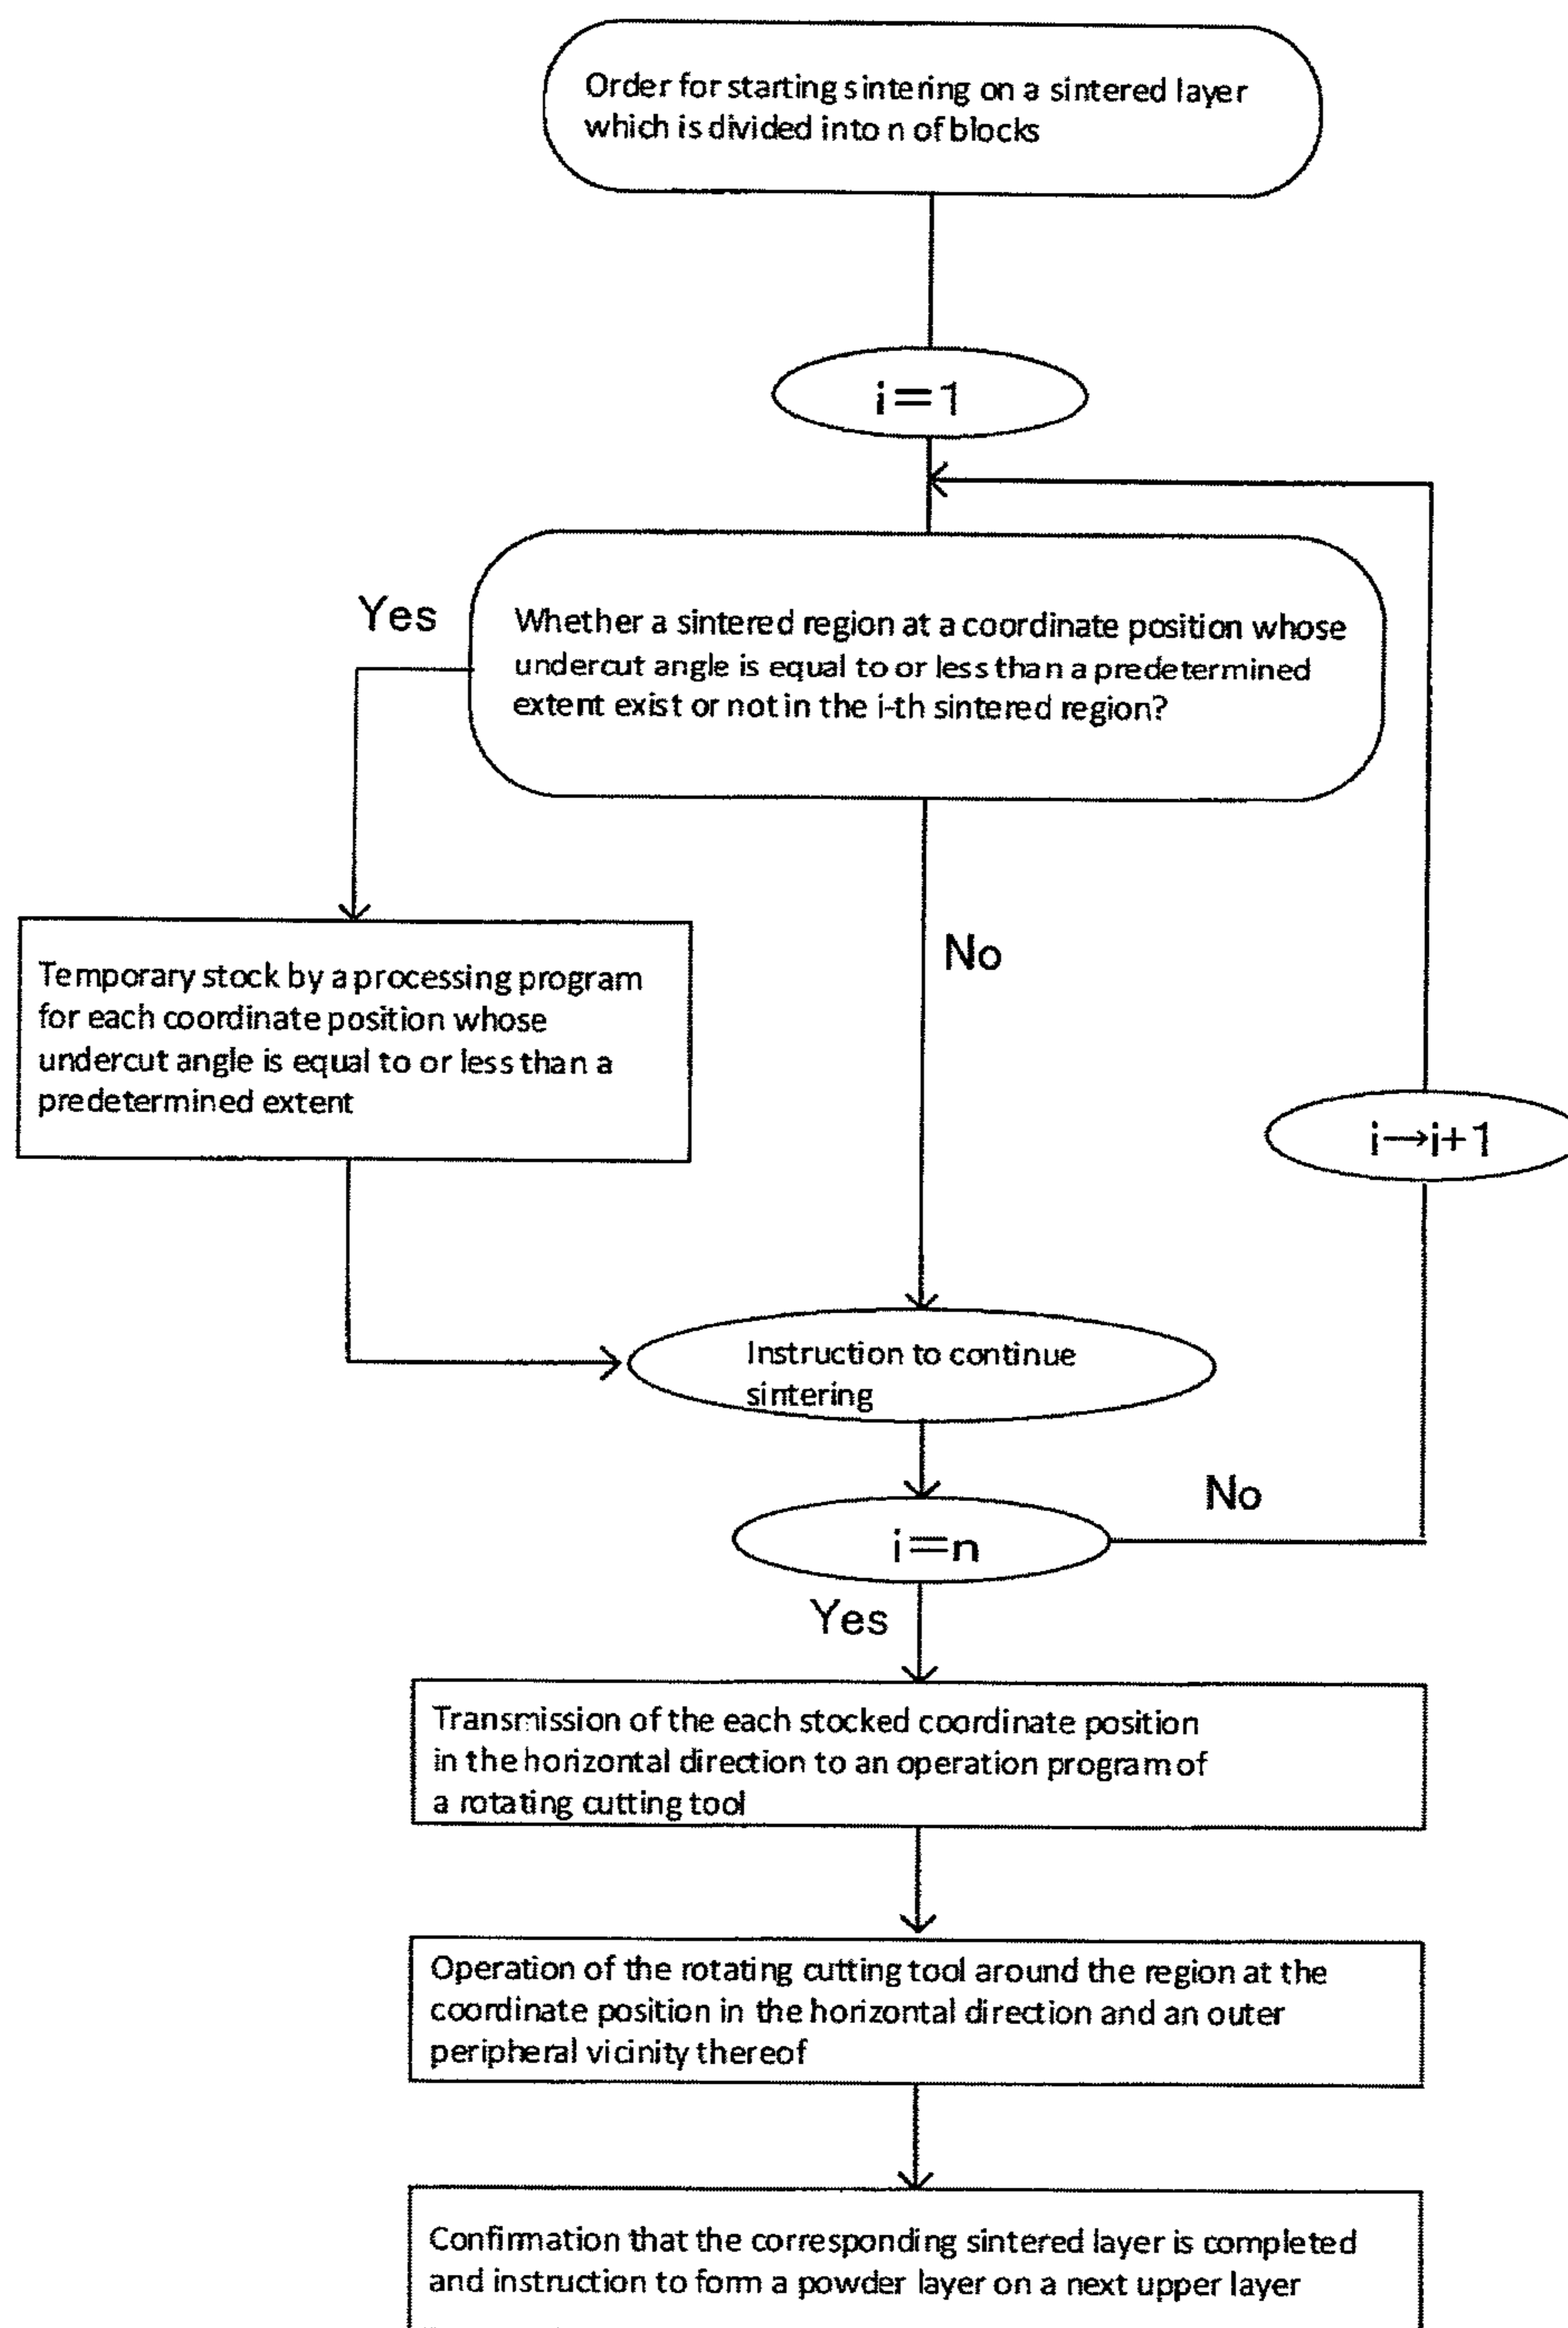 Order for starting sintering on a sintered layer
which is divided into n of blocks
i=1
Yes
Whether a sintered region at a coordinate position whose
undercut angle is equal to or less than a predetermined
extent exist or not in the i-th sintered region?
No
Temporary stock by a processing program
for each coordinate position whose
undercut angle is equal to or less than a
predetermined extent
i→i+1
Instruction to continue
sintering
No
i=n
Yes
Transmission of the each stocked coordinate position
in the horizontal direction to an operation program of
a rotating cutting tool
Operation of the rotating cutting tool around the region at the
coordinate position in the horizontal direction and an outer
peripheral vicinity thereof
Confirmation that the corresponding sintered layer is completed
and instruction to form a powder layer on a next upper layer